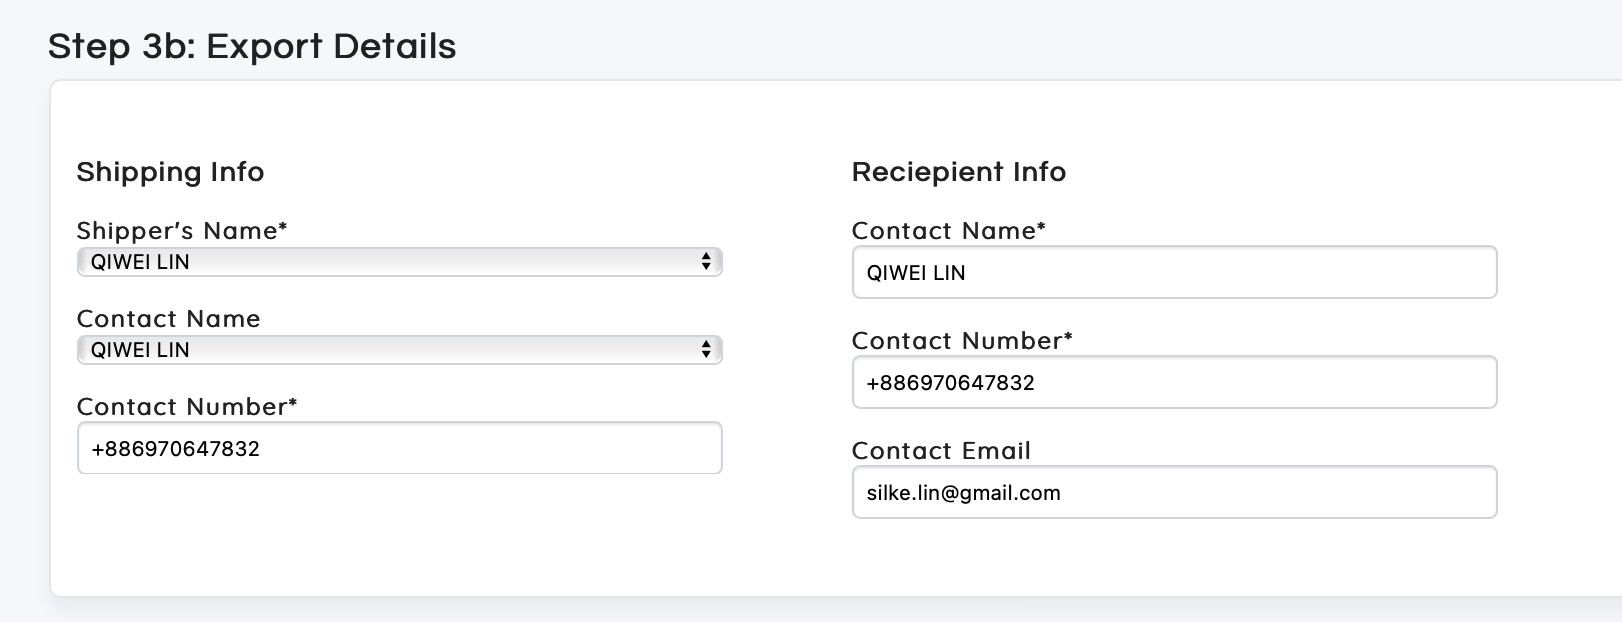 Step 3b: Export Details
Shipping Info
Shipper's Name*
QIWEI LIN
Contact Name
QIWEI LIN
Contact Number*
+886970647832
Reciepient Info
Contact Name*
QIWEI LIN
Contact Number*
+886970647832
Contact Email
silke.lin@gmail.com